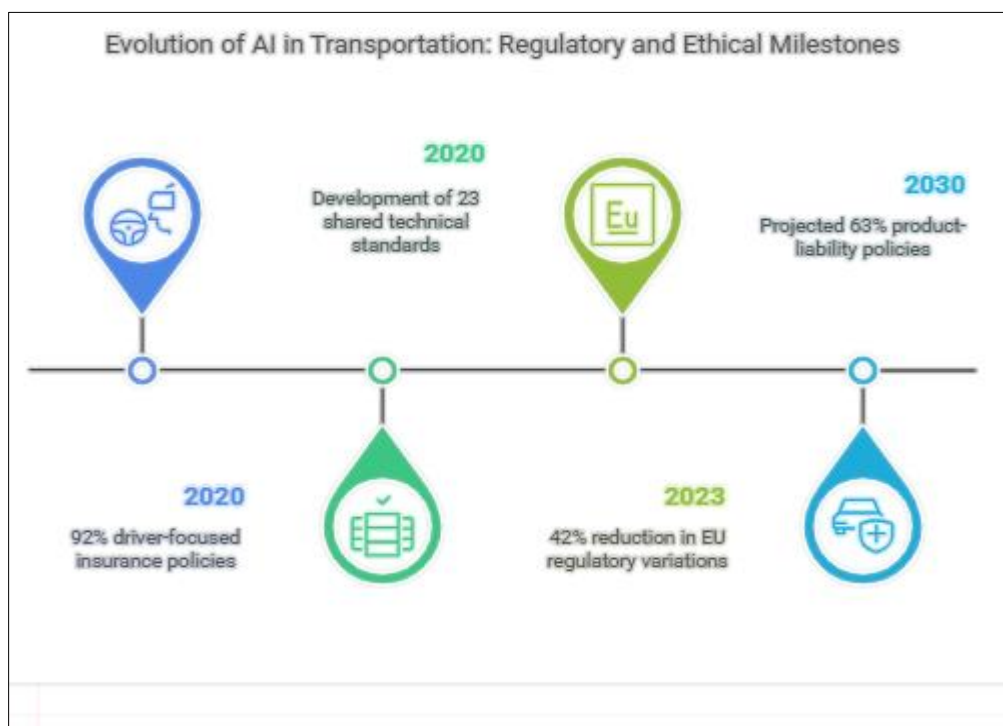 Evolution of AI in Transportation: Regulatory and Ethical Milestones
2020
Development of 23
shared technical
standards
Eu
2030
Projected 63% product-
liability policies
2020
92% driver-focused
insurance policies
2023
42% reduction in EU
regulatory variations